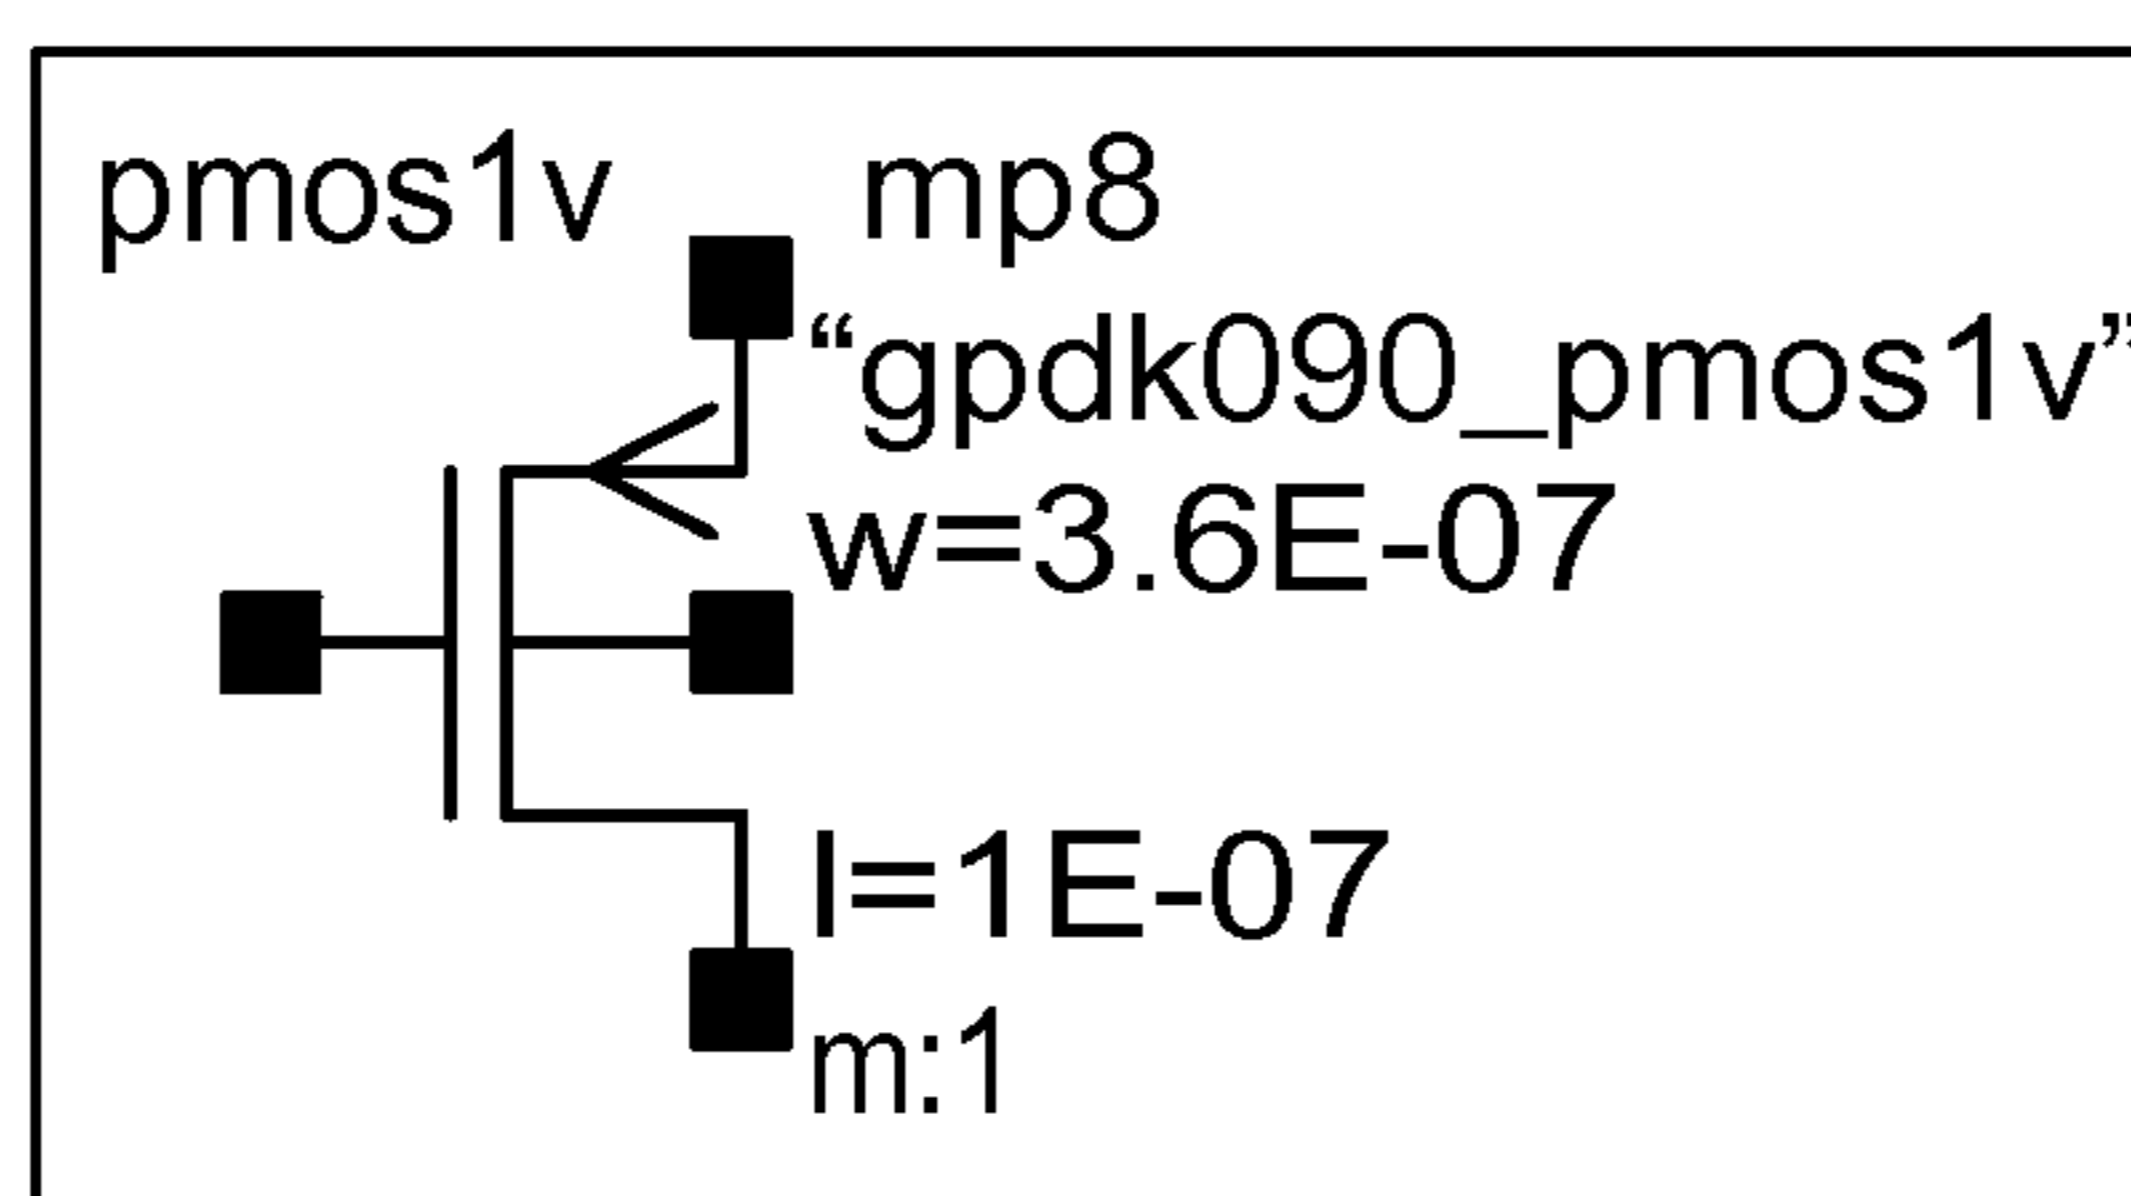 pmos1v mp8
“gpdk090_pmos1v”
w=3.6E-07
l=1E-07
m:1